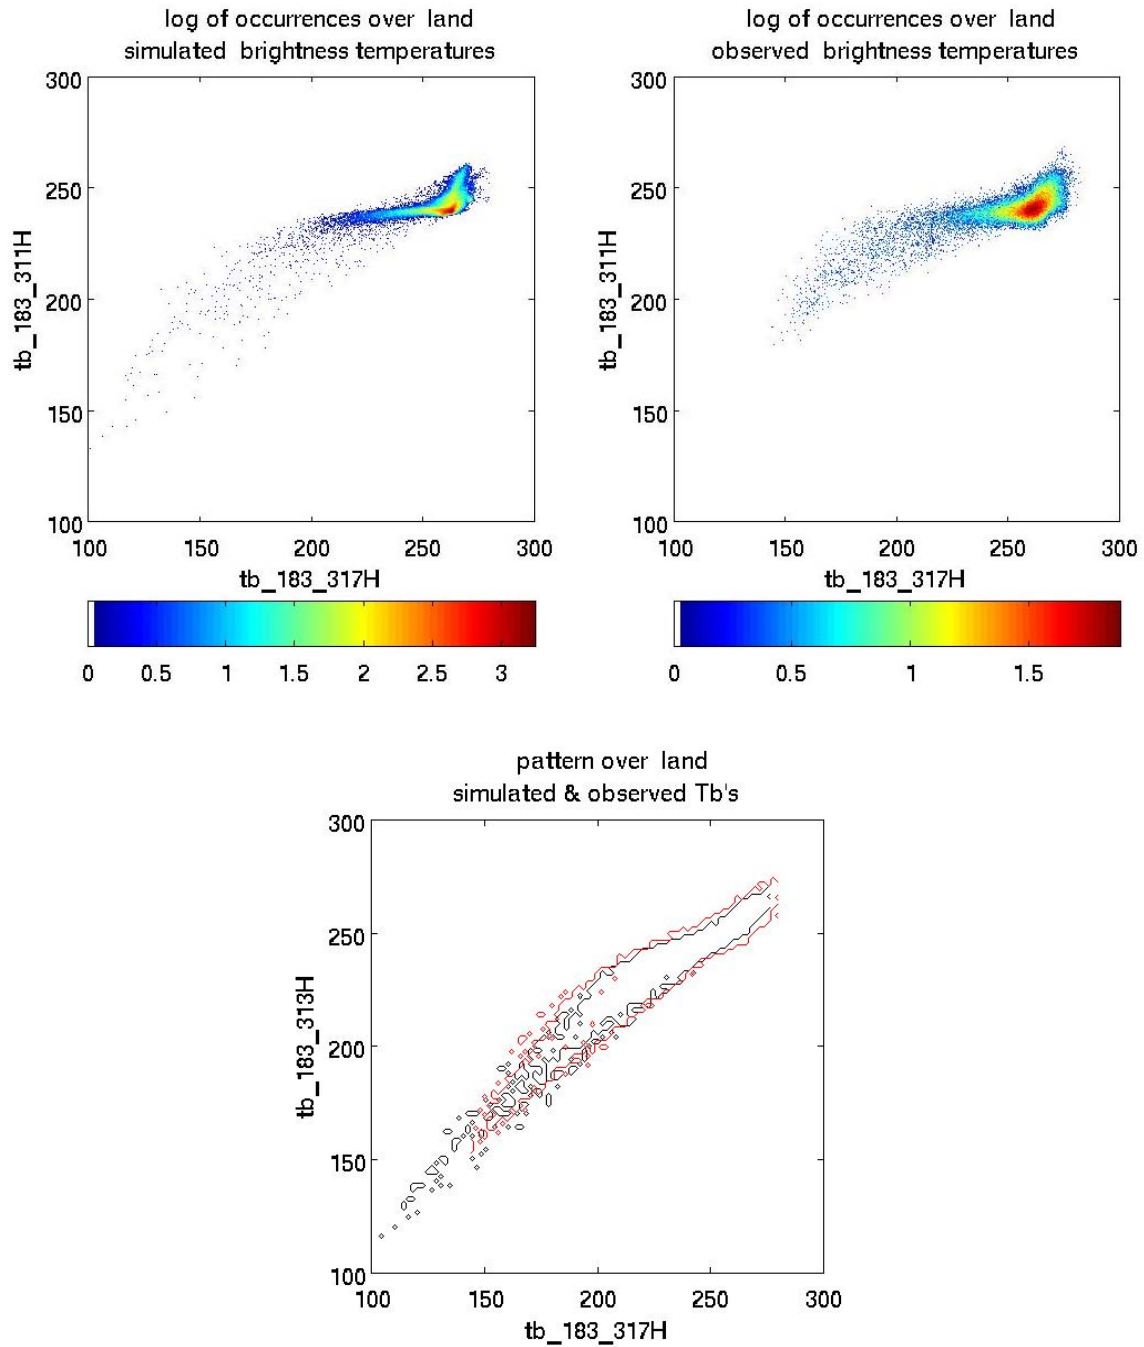 log of occurrences over land
simulated brightness temperatures
300
250
200
150
100
tb_183_311H
100 150 200 250 300
tb_183_317H
0 0.5 1 1.5 2 2.5 3
log of occurrences over land
observed brightness temperatures
300
250
200
150
100
tb_183_311H
100 150 200 250 300
tb_183_317H
0 0.5 1 1.5
pattern over land
simulated & observed Tb's
300
250
200
150
100
tb_183_313H
100 150 200 250 300
tb_183_317H